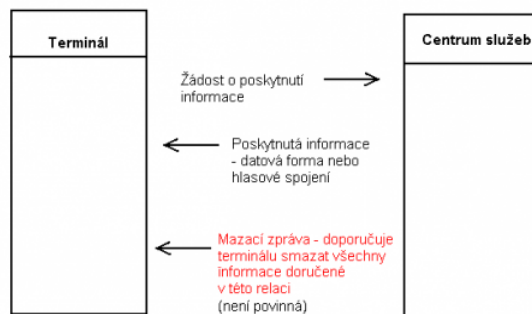 Terminál
Centrum služeb
Žádost o poskytnutí
informace
Poskytnutá informace
- datová forma nebo
hlasové spojení
Mazací zpráva - doporučuje
terminálu smazat všechny
informace doručené
v této relaci
(není povinná)